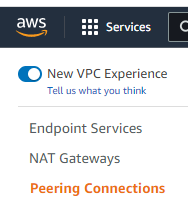 aws
Services
New VPC Experience
Tell us what you think
Endpoint Services
NAT Gateways
Peering Connections